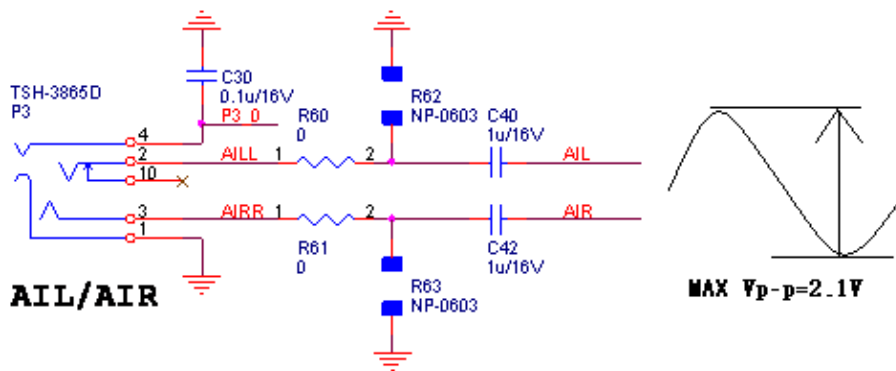 TSH-3865D
P3
C30
0.1u/16V
P3_0
4
2
10
3
1
AILL
1
R60
0
2
R62
NP-0603
C40
1u/16V
AIL
AIRR
1
R61
0
2
R63
NP-0603
C42
1u/16V
AIR
AIL/AIR
MAX Vp-p=2.1V